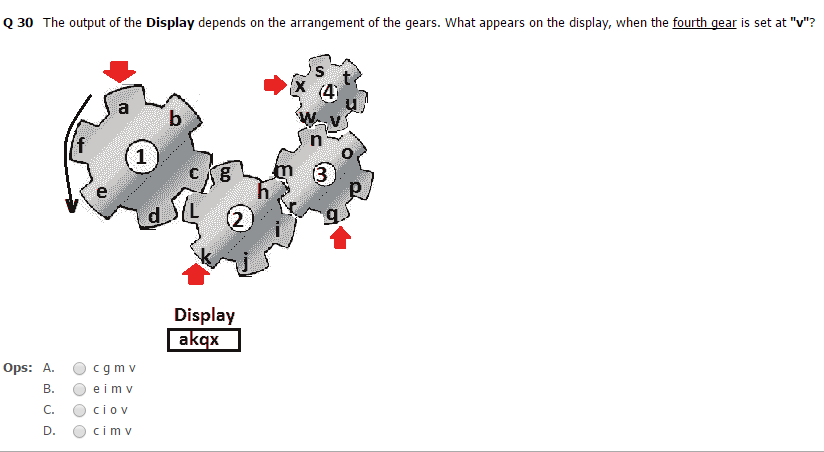 Q 30 The output of the Display depends on the arrangement of the gears. What appears on the display, when the fourth gear is set at "v"?
s
t
x
4
u
w
v
a
b
f
1
n
o
c
g
m
3
e
h
p
r
d
L
2
q
i
k
j
Display
akqx
Ops: A. c g m v
B. e i m v
C. c i o v
D. c i m v